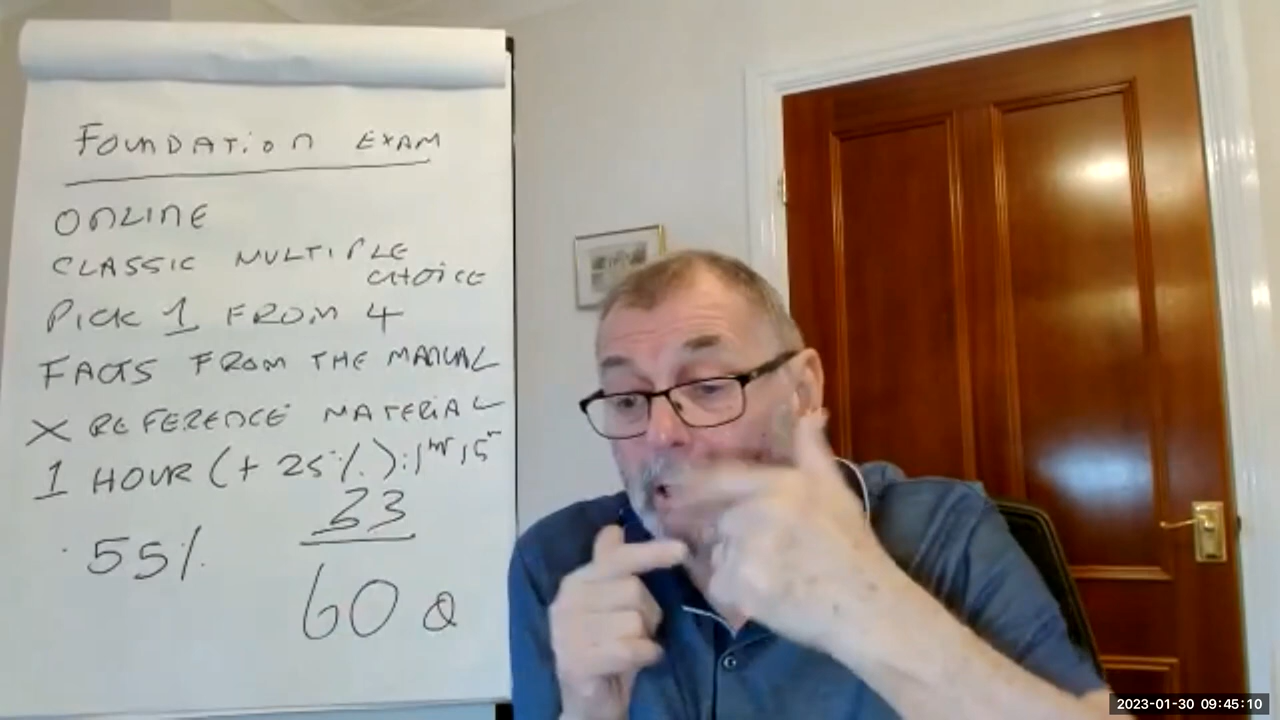 FOUNDATION EXAM
ONLINE
CLASSIC MULTIPLE
CHOICE
PICK 1 FROM 4
FACTS FROM THE MANUAL
X REFERENCE MATERIAL
1 HOUR (+ 25%):1hr 15m
33
55%
60 Q
2023-01-30 09:45:10